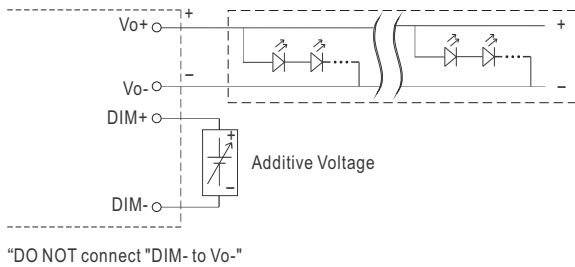 Vo+ + +
Vo- − −
DIM+
+
Additive Voltage
−
DIM-
“DO NOT connect "DIM- to Vo-"